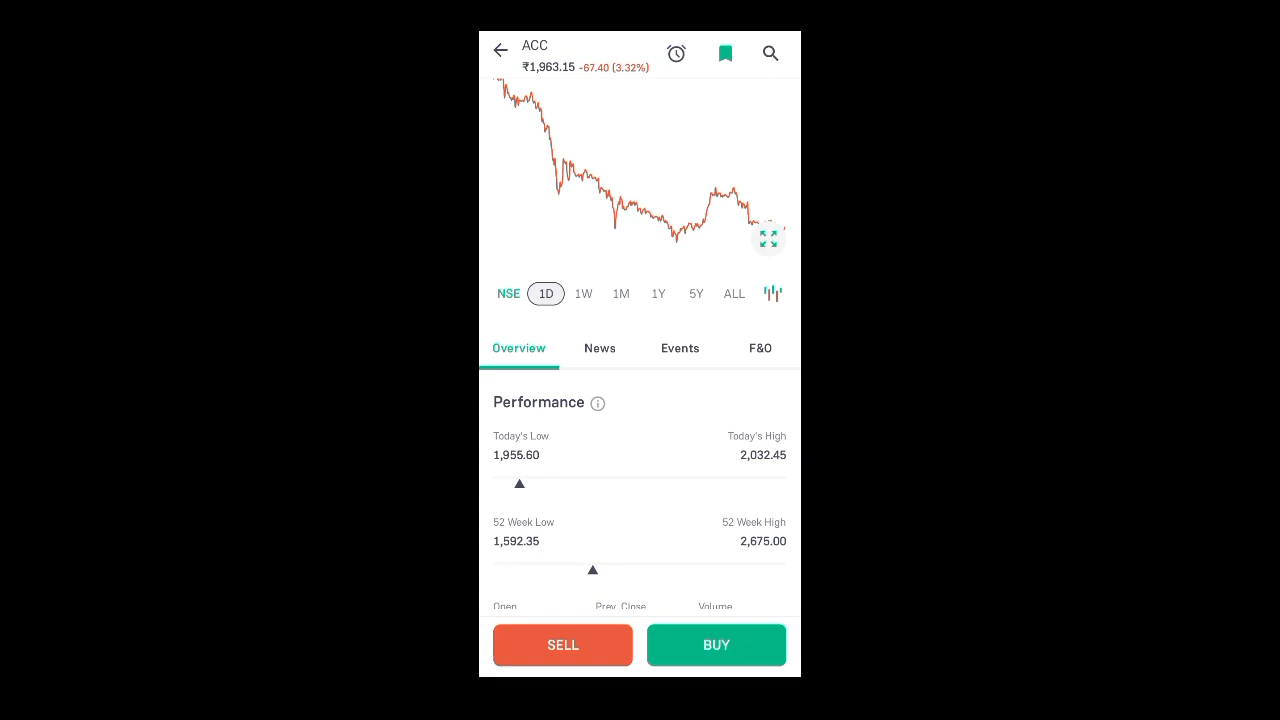 ACC
₹1,963.15 -67.40 (3.32%)
NSE 1D 1W 1M 1Y 5Y ALL
Overview News Events F&O
Performance
Today's Low Today's High
1,955.60 2,032.45
52 Week Low 52 Week High
1,592.35 2,675.00
Open Prev. Close Volume
SELL BUY